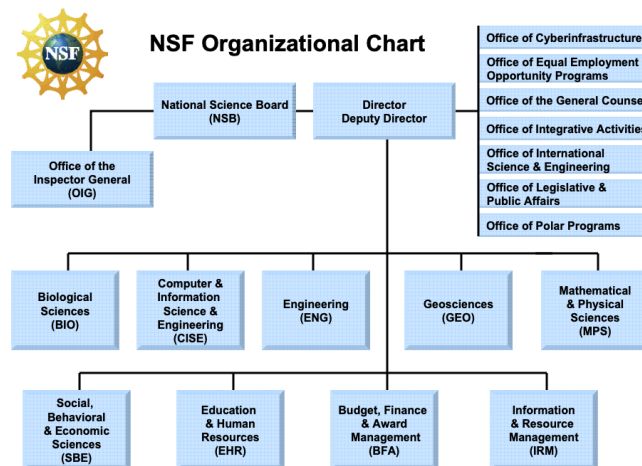 NSF
NSF Organizational Chart
Office of Cyberinfrastructure
Office of Equal Employment
Opportunity Programs
Office of the General Counse
Office of Integrative Activities
Office of International
Science & Engineering
Office of Legislative &
Public Affairs
Office of Polar Programs
National Science Board
(NSB)
Director
Deputy Director
Office of the
Inspector General
(OIG)
Biological
Sciences
(BIO)
Computer &
Information
Science &
Engineering
(CISE)
Engineering
(ENG)
Geosciences
(GEO)
Mathematical
& Physical
Sciences
(MPS)
Social,
Behavioral
& Economic
Sciences
(SBE)
Education
& Human
Resources
(EHR)
Budget, Finance
& Award
Management
(BFA)
Information
& Resource
Management
(IRM)